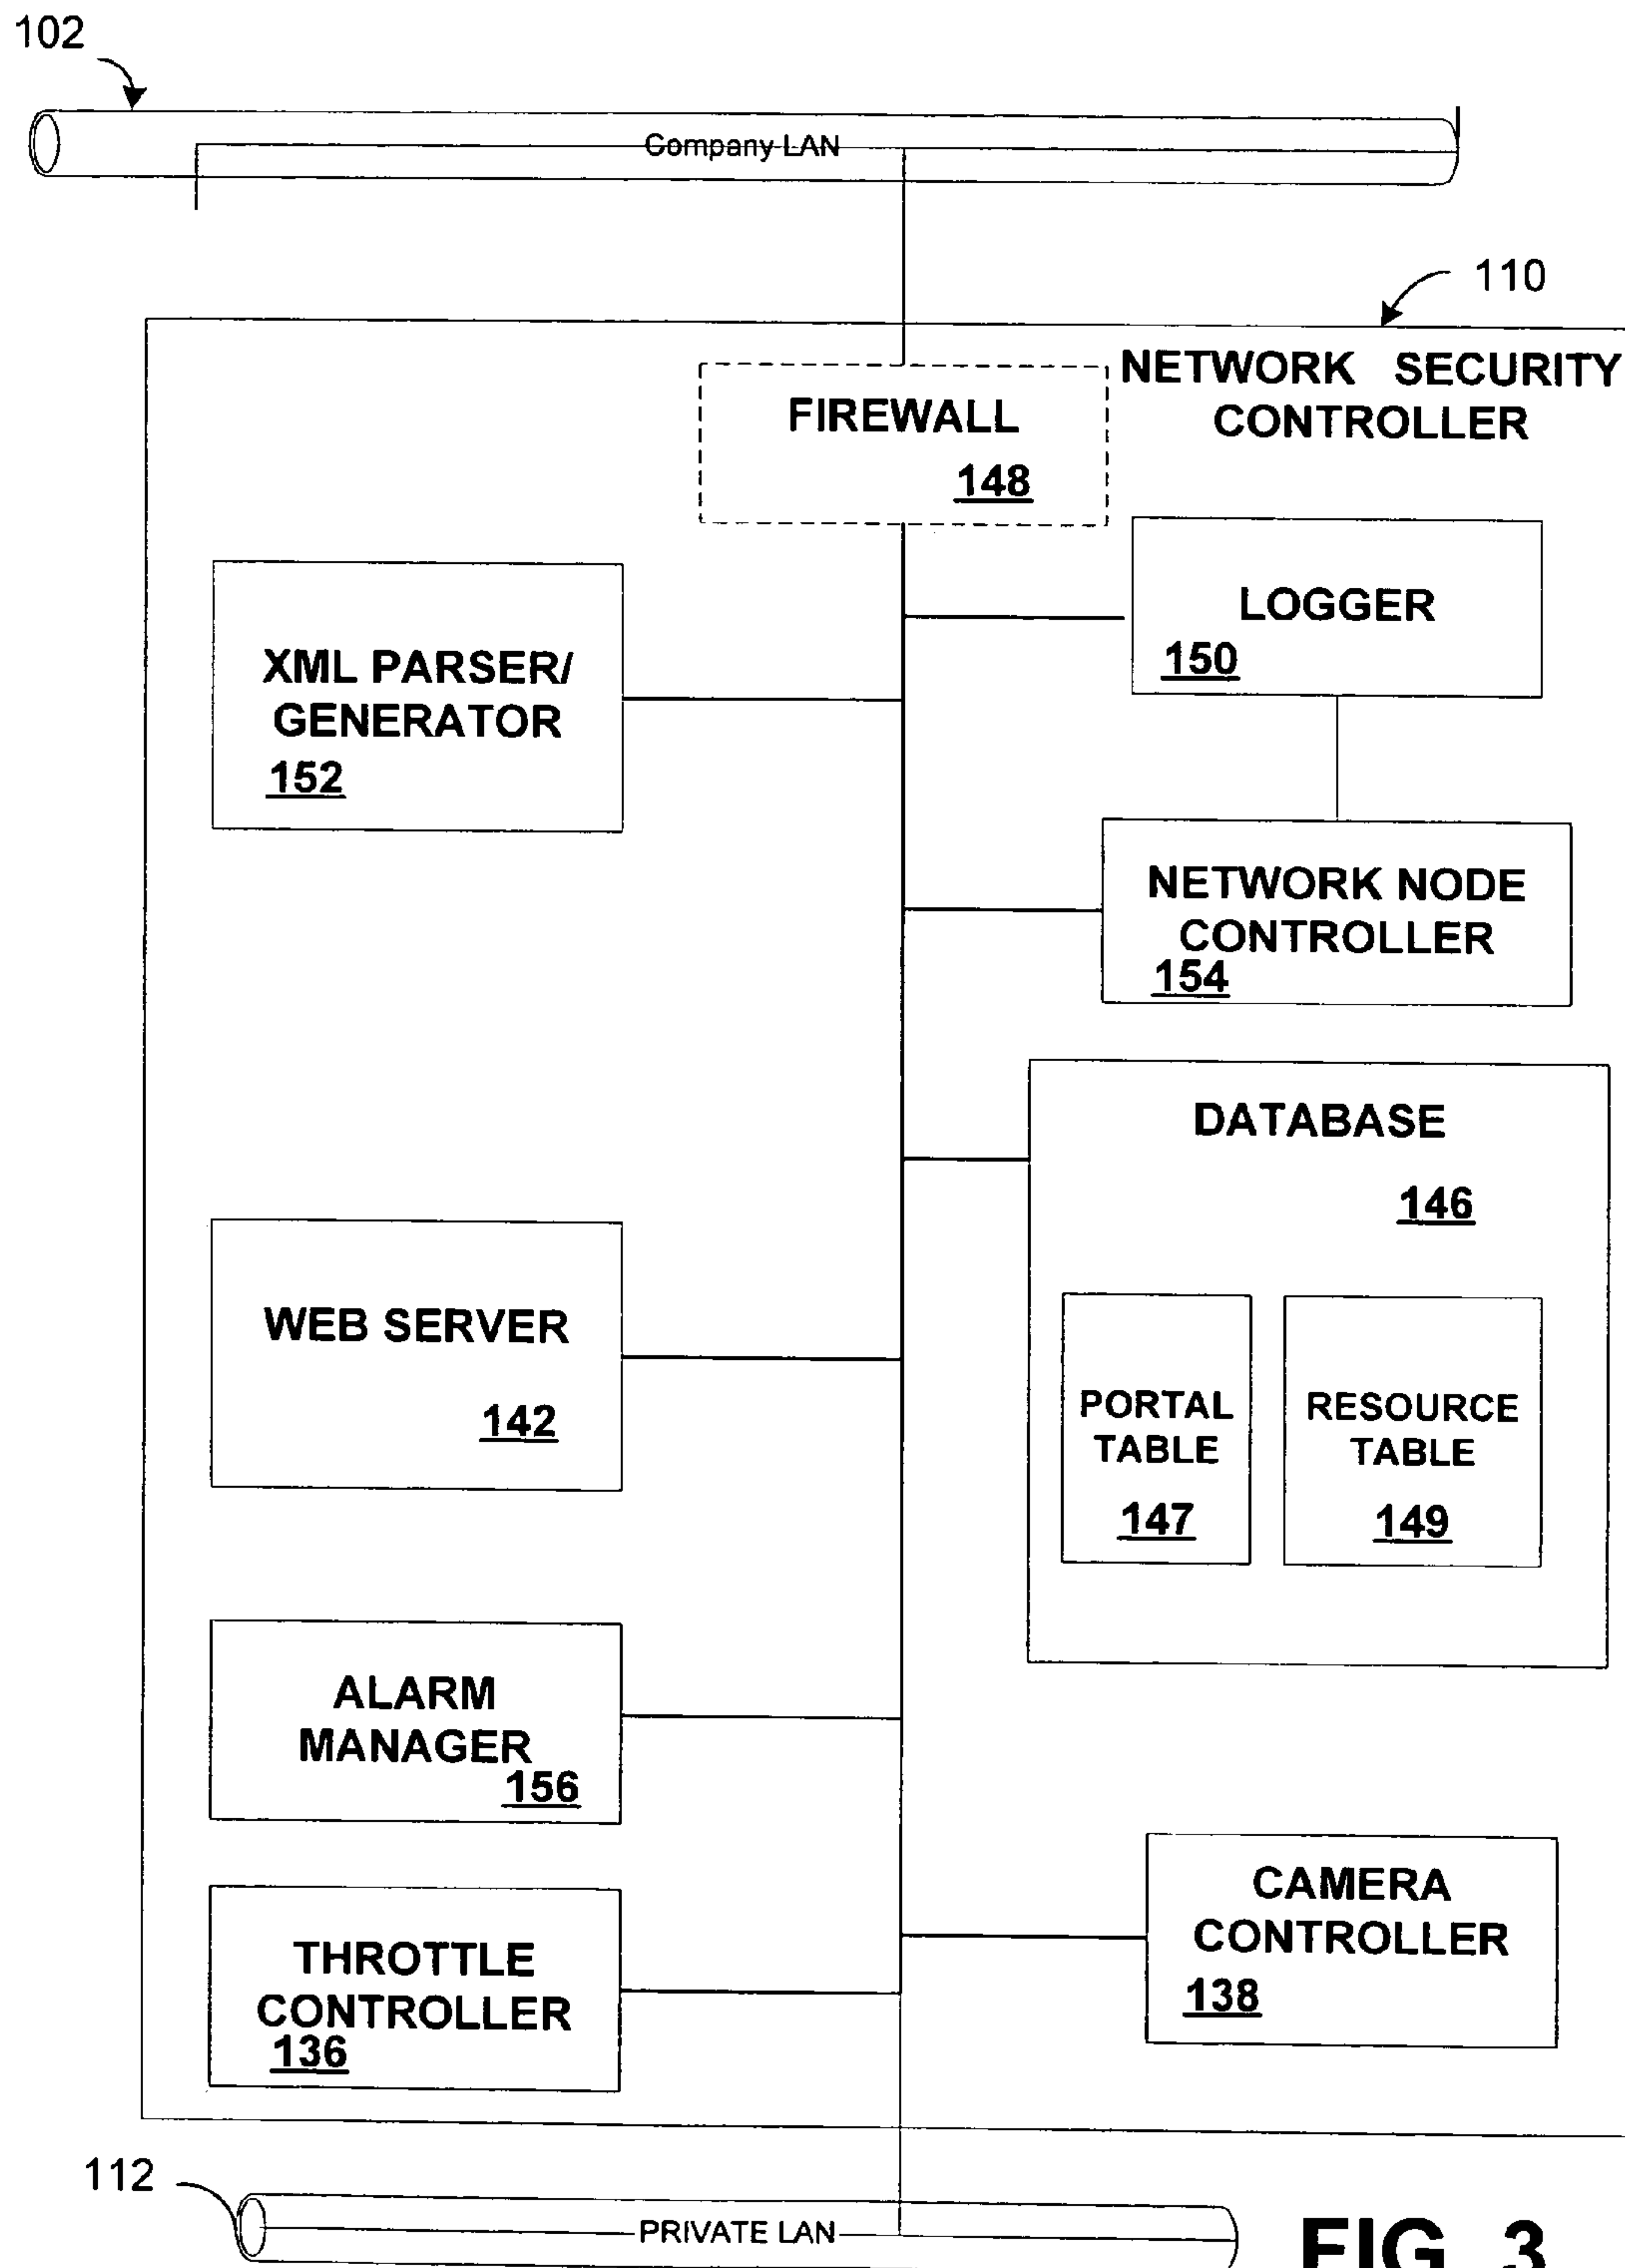 102
Company LAN
110
NETWORK SECURITY
CONTROLLER
FIREWALL
148
LOGGER
150
XML PARSER/
GENERATOR
152
NETWORK NODE
CONTROLLER
154
DATABASE
146
WEB SERVER
142
PORTAL
TABLE
147
RESOURCE
TABLE
149
ALARM
MANAGER
156
CAMERA
CONTROLLER
138
THROTTLE
CONTROLLER
136
112
PRIVATE LAN
FIG. 3